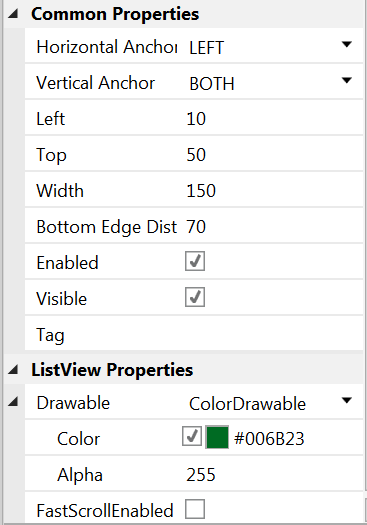 Common Properties
Horizontal Anchor LEFT
Vertical Anchor BOTH
Left 10
Top 50
Width 150
Bottom Edge Dist 70
Enabled
Visible
Tag
ListView Properties
Drawable ColorDrawable
Color #006B23
Alpha 255
FastScrollEnabled